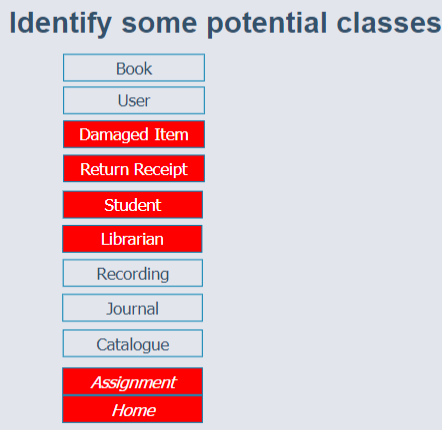 Identify some potential classes
Book
User
Damaged Item
Return Receipt
Student
Librarian
Recording
Journal
Catalogue
Assignment
Home